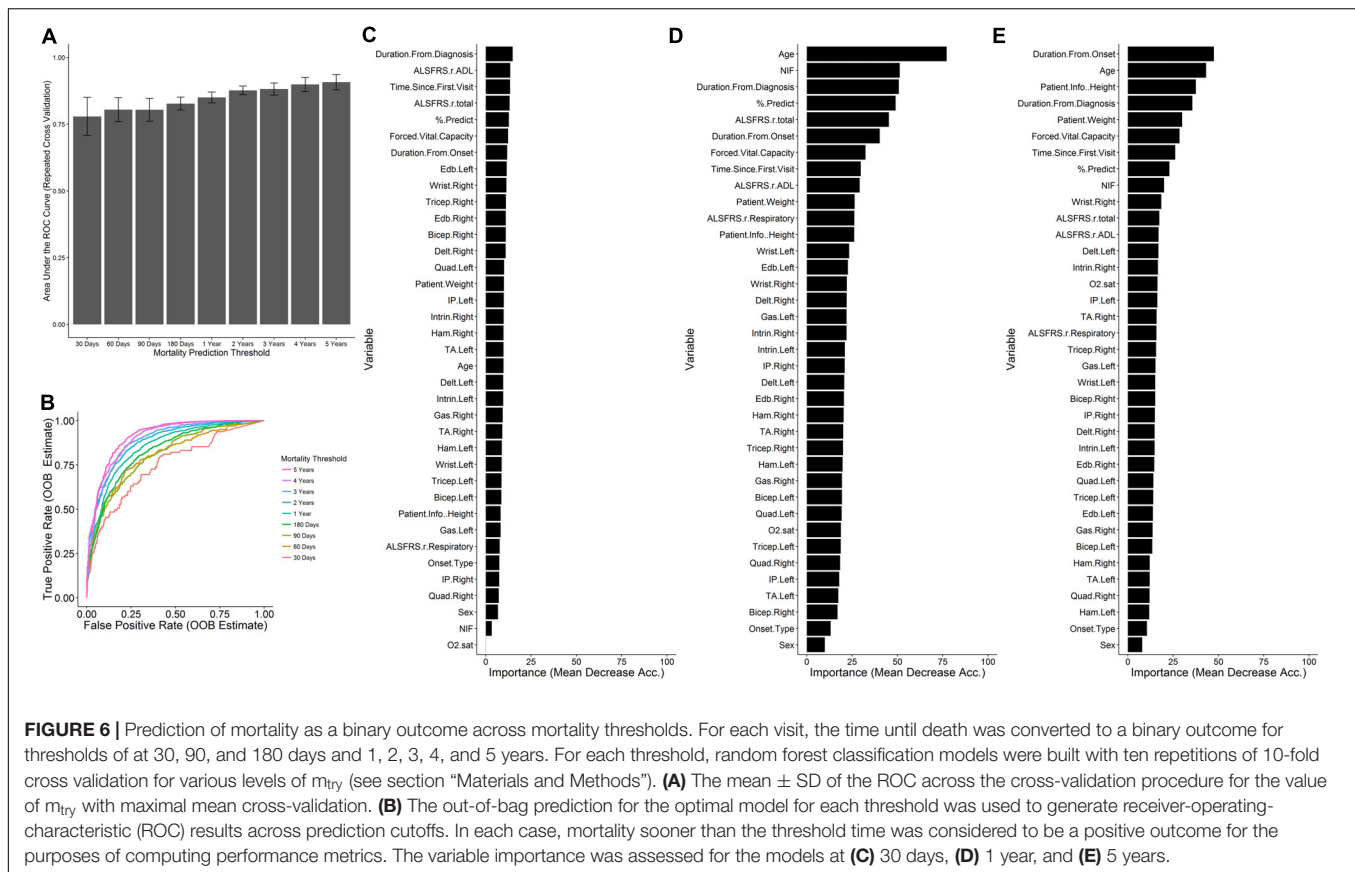 A
1.00
0.75
0.50
0.25
0.00
Area Under the ROC Curve (Repeated Cross Validation)
30 Days 60 Days 90 Days 180 Days 1 Year 2 Years 3 Years 4 Years 5 Years
Mortality Prediction Threshold
B
1.00
0.75
0.50
0.25
0.00
True Positive Rate (OOB Estimate)
0.00 0.25 0.50 0.75 1.00
False Positive Rate (OOB Estimate)
Mortality Threshold
5 Years
4 Years
3 Years
2 Years
1 Year
180 Days
90 Days
60 Days
30 Days
C
Variable
Duration.From.Diagnosis
ALSFRS.r.ADL
Time.Since.First.Visit
ALSFRS.r.total
%.Predict
Forced.Vital.Capacity
Duration.From.Onset
Edb.Left
Wrist.Right
Tricep.Right
Edb.Right
Bicep.Right
Delt.Right
Quad.Left
Patient.Weight
IP.Left
Intrin.Right
Ham.Right
TA.Left
Age
Delt.Left
Intrin.Left
Gas.Right
TA.Right
Ham.Left
Wrist.Left
Tricep.Left
Bicep.Left
Patient.Info..Height
Gas.Left
ALSFRS.r.Respiratory
Onset.Type
IP.Right
Quad.Right
Sex
NIF
O2.sat
0 25 50 75 100
Importance (Mean Decrease Acc.)
D
Variable
Age
NIF
Duration.From.Diagnosis
%.Predict
ALSFRS.r.total
Duration.From.Onset
Forced.Vital.Capacity
Time.Since.First.Visit
ALSFRS.r.ADL
Patient.Weight
ALSFRS.r.Respiratory
Patient.Info..Height
Wrist.Left
Edb.Left
Wrist.Right
Delt.Right
Gas.Left
Intrin.Right
Intrin.Left
IP.Right
Delt.Left
Edb.Right
Ham.Right
TA.Right
Tricep.Right
Ham.Left
Gas.Right
Bicep.Left
Quad.Left
O2.sat
Tricep.Left
Quad.Right
IP.Left
TA.Left
Bicep.Right
Onset.Type
Sex
0 25 50 75 100
Importance (Mean Decrease Acc.)
E
Variable
Duration.From.Onset
Age
Patient.Info..Height
Duration.From.Diagnosis
Patient.Weight
Forced.Vital.Capacity
Time.Since.First.Visit
%.Predict
NIF
Wrist.Right
ALSFRS.r.total
ALSFRS.r.ADL
Delt.Left
Intrin.Right
O2.sat
IP.Left
TA.Right
ALSFRS.r.Respiratory
Tricep.Right
Gas.Left
Wrist.Left
Bicep.Right
IP.Right
Delt.Right
Intrin.Left
Edb.Right
Quad.Left
Tricep.Left
Edb.Left
Gas.Right
Bicep.Left
Ham.Right
TA.Left
Quad.Right
Ham.Left
Onset.Type
Sex
0 25 50 75 100
Importance (Mean Decrease Acc.)
FIGURE 6 | Prediction of mortality as a binary outcome across mortality thresholds. For each visit, the time until death was converted to a binary outcome for
thresholds of at 30, 90, and 180 days and 1, 2, 3, 4, and 5 years. For each threshold, random forest classification models were built with ten repetitions of 10-fold
cross validation for various levels of mtry (see section “Materials and Methods”). (A) The mean ± SD of the ROC across the cross-validation procedure for the value
of mtry with maximal mean cross-validation. (B) The out-of-bag prediction for the optimal model for each threshold was used to generate receiver-operating-
characteristic (ROC) results across prediction cutoffs. In each case, mortality sooner than the threshold time was considered to be a positive outcome for the
purposes of computing performance metrics. The variable importance was assessed for the models at (C) 30 days, (D) 1 year, and (E) 5 years.